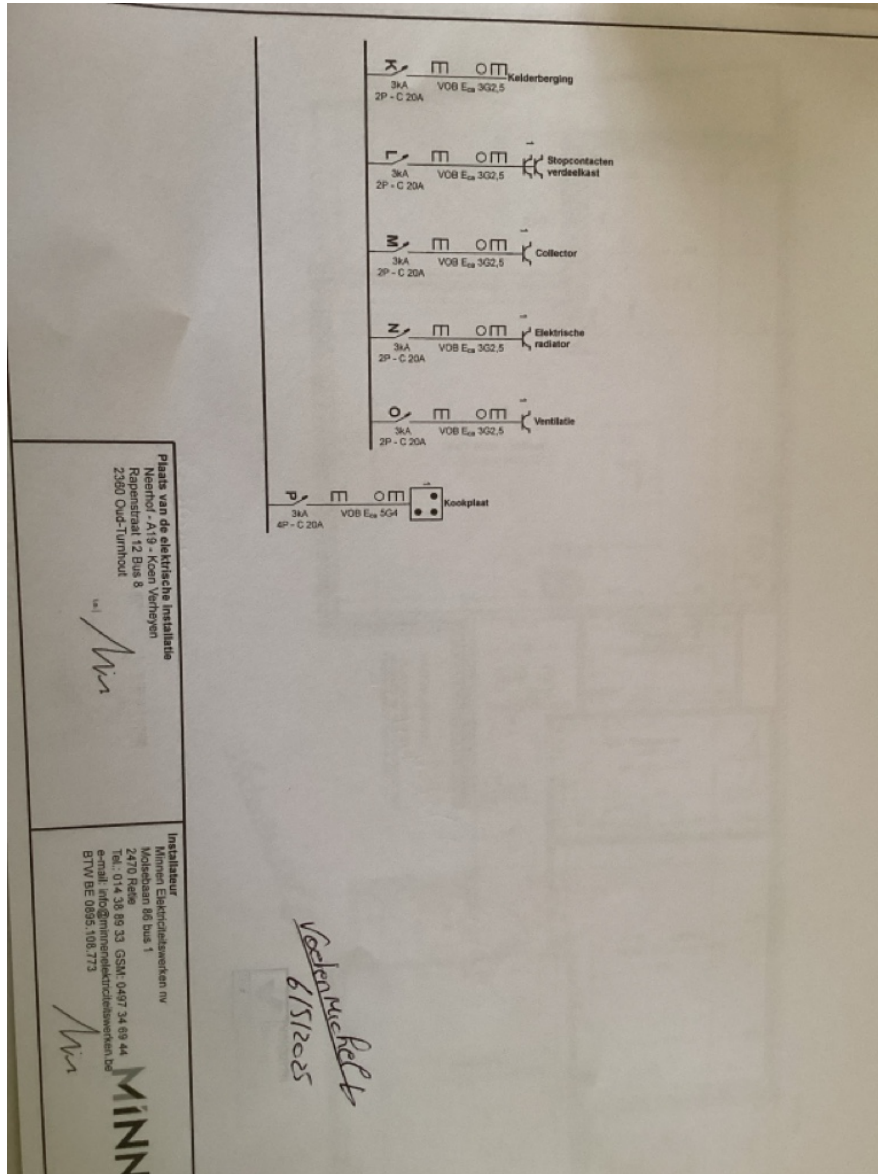 K
3kA
2P - C 20A
VOB Eca 3G2,5
Kelderberging
L
3kA
2P - C 20A
VOB Eca 3G2,5
1
Stopcontacten
verdeelkast
M
3kA
2P - C 20A
VOB Eca 3G2,5
1
Collector
N
3kA
2P - C 20A
VOB Eca 3G2,5
1
Elektrische
radiator
O
3kA
2P - C 20A
VOB Eca 3G2,5
1
Ventilatie
P
3kA
4P - C 20A
VOB Eca 5G4
1
Kookplaat
Plaats van de elektrische installatie
Neerhof - A19 - Koen Verheyen
Rapenstraat 12 Bus 8
2360 Oud-Turnhout
Installateur
Minnen Elektriciteitswerken nv
Molsebaan 86 bus 1
2470 Retie
Tel.: 014 38 89 33 GSM: 0497 34 69 44
e-mail: info@minnenelektriciteitswerken.be
BTW BE 0895.108.773
MINN
6/5/2025